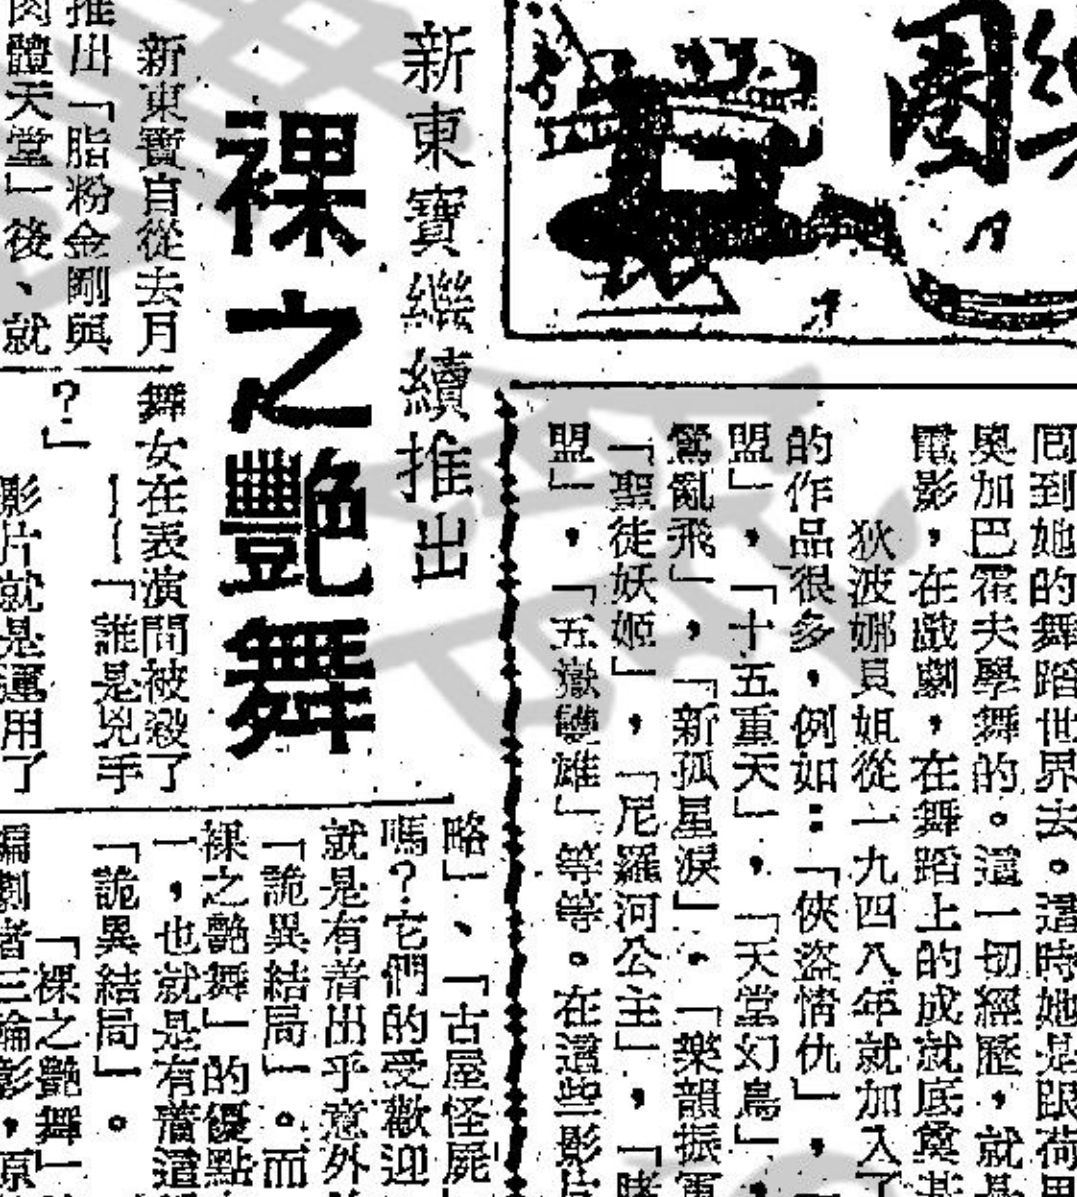 樂團
新東寶繼續推出
裸之艷舞
新東寶自從去月
推出「脂粉金剛與
肉體天堂」後、就
舞女在表演間被殺了
——「誰是兇手
？」
影片就是運用了
略」、「古屋怪屍
嗎？它們的受歡迎
就是有着出乎意外
「詭異結局」。而
裸之艷舞」的優點
一，也就是有着這
「詭異結局」。
「裸之艷舞」
編劇者三輪彰，原
回到她的舞蹈世界去。這時她是跟荷
奧加巴霍夫學舞的。這一切經歷，就
電影，在戲劇，在舞蹈上的成就底奠
狄波娜貝姐從一九四八年就加入了
的作品很多，例如：「俠盜情仇」，
盟」，「十五重天」，「天堂幻鳥」，
鶯亂飛」，「新孤星淚」．「樂韻振
「聖徒妖姬」，「尼羅河公主」，「賭
盟」，「五嶽雙雄」等等。在這些影片